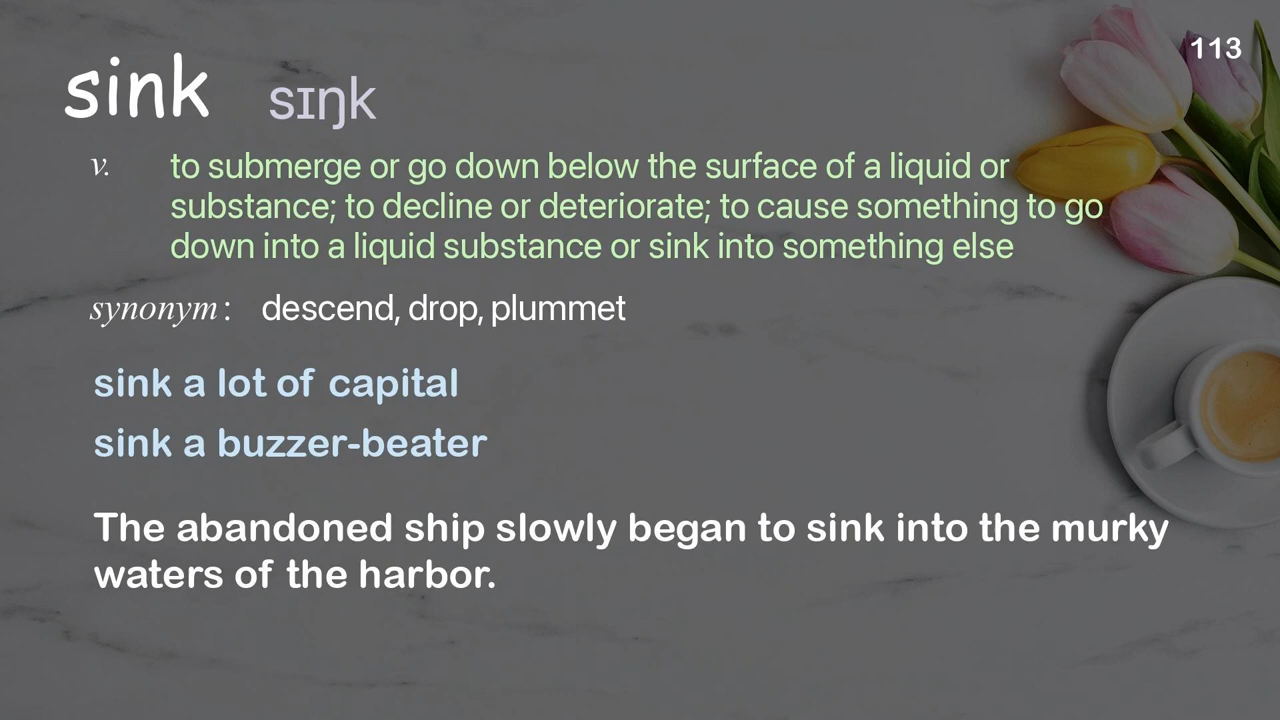 113
sink sɪŋk
v. to submerge or go down below the surface of a liquid or
substance; to decline or deteriorate; to cause something to go
down into a liquid substance or sink into something else
synonym: descend, drop, plummet
sink a lot of capital
sink a buzzer-beater
The abandoned ship slowly began to sink into the murky
waters of the harbor.